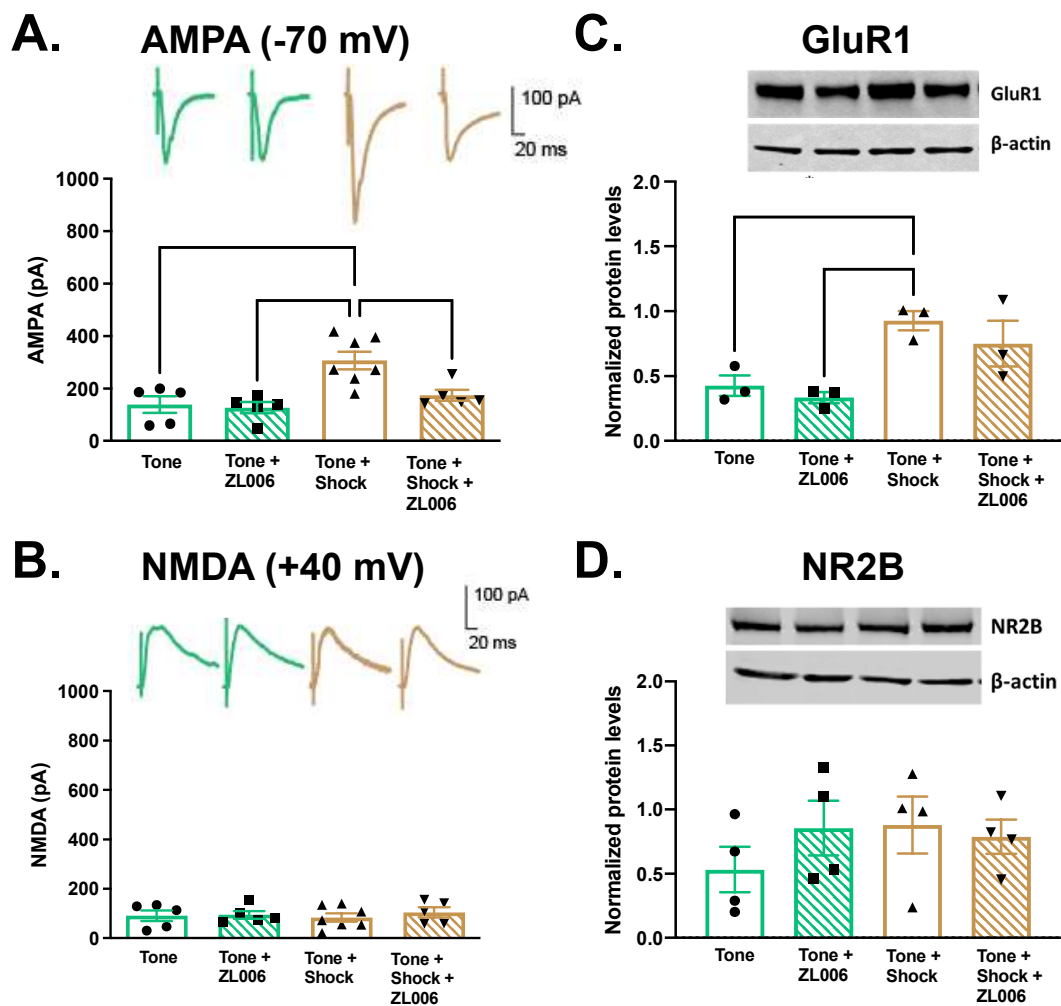 A.
AMPA (-70 mV)
100 pA
20 ms
1000
800
600
400
200
0
AMPA (pA)
Tone
Tone +
ZL006
Tone +
Shock
Tone +
Shock +
ZL006
B.
NMDA (+40 mV)
100 pA
20 ms
1000
800
600
400
200
0
NMDA (pA)
Tone
Tone +
ZL006
Tone +
Shock
Tone +
Shock +
ZL006
C.
GluR1
GluR1
β-actin
*
2.0
1.5
1.0
0.5
0.0
Normalized protein levels
Tone
Tone +
ZL006
Tone +
Shock
Tone +
Shock +
ZL006
D.
NR2B
NR2B
β-actin
2.0
1.5
1.0
0.5
0.0
Normalized protein levels
Tone
Tone +
ZL006
Tone +
Shock
Tone +
Shock +
ZL006